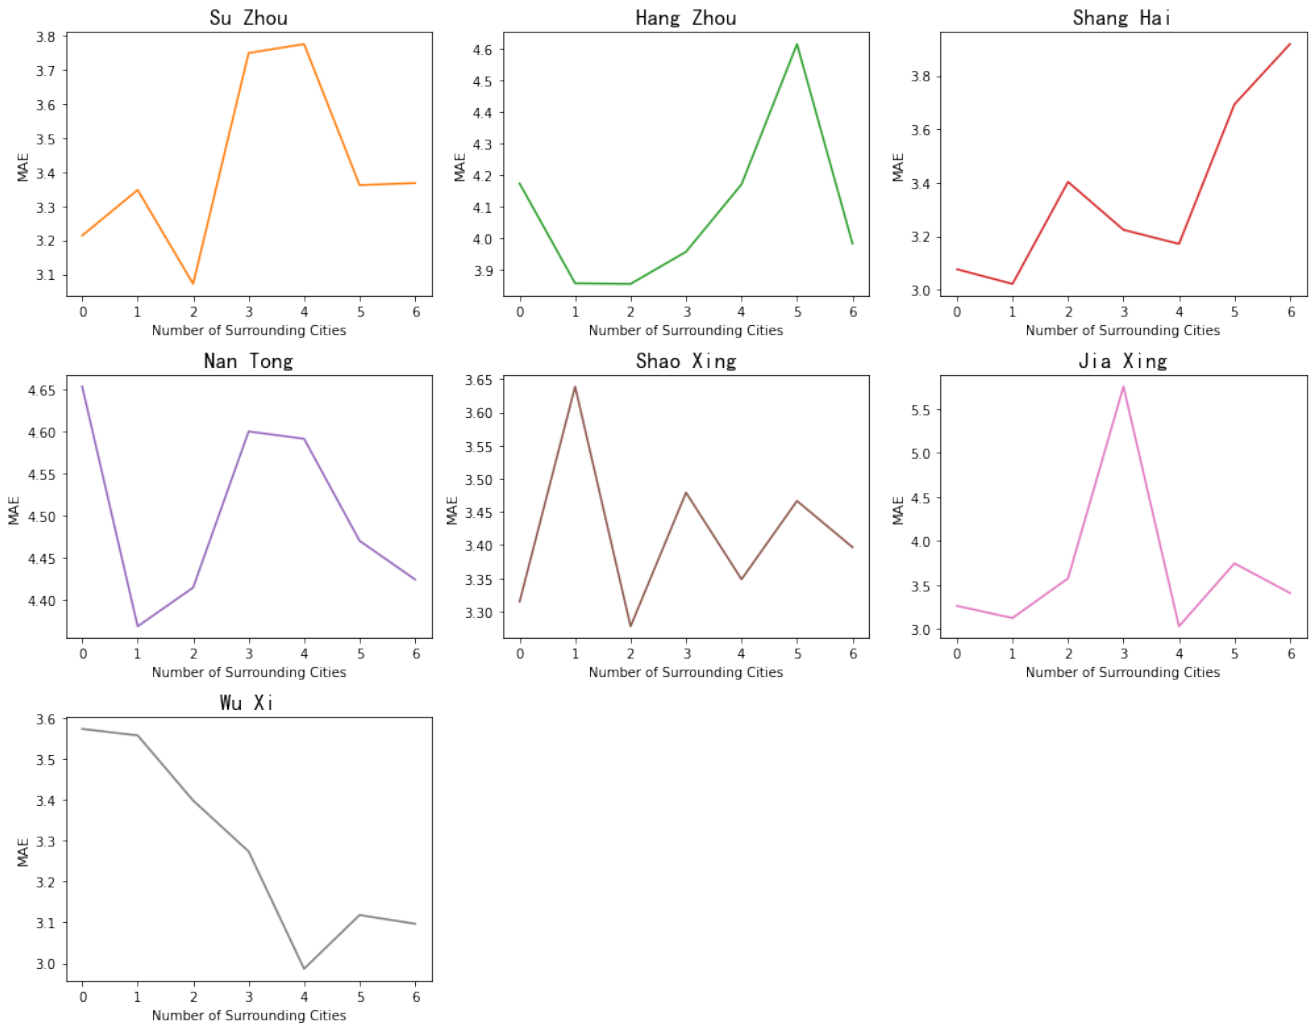 Su Zhou
3.8
3.7
3.6
3.5
3.4
3.3
3.2
3.1
MAE
0 1 2 3 4 5 6
Number of Surrounding Cities
Hang Zhou
4.6
4.5
4.4
4.3
4.2
4.1
4.0
3.9
MAE
0 1 2 3 4 5 6
Number of Surrounding Cities
Shang Hai
3.8
3.6
3.4
3.2
3.0
MAE
0 1 2 3 4 5 6
Number of Surrounding Cities
Nan Tong
4.65
4.60
4.55
4.50
4.45
4.40
MAE
0 1 2 3 4 5 6
Number of Surrounding Cities
Shao Xing
3.65
3.60
3.55
3.50
3.45
3.40
3.35
3.30
MAE
0 1 2 3 4 5 6
Number of Surrounding Cities
Jia Xing
5.5
5.0
4.5
4.0
3.5
3.0
MAE
0 1 2 3 4 5 6
Number of Surrounding Cities
Wu Xi
3.6
3.5
3.4
3.3
3.2
3.1
3.0
MAE
0 1 2 3 4 5 6
Number of Surrounding Cities